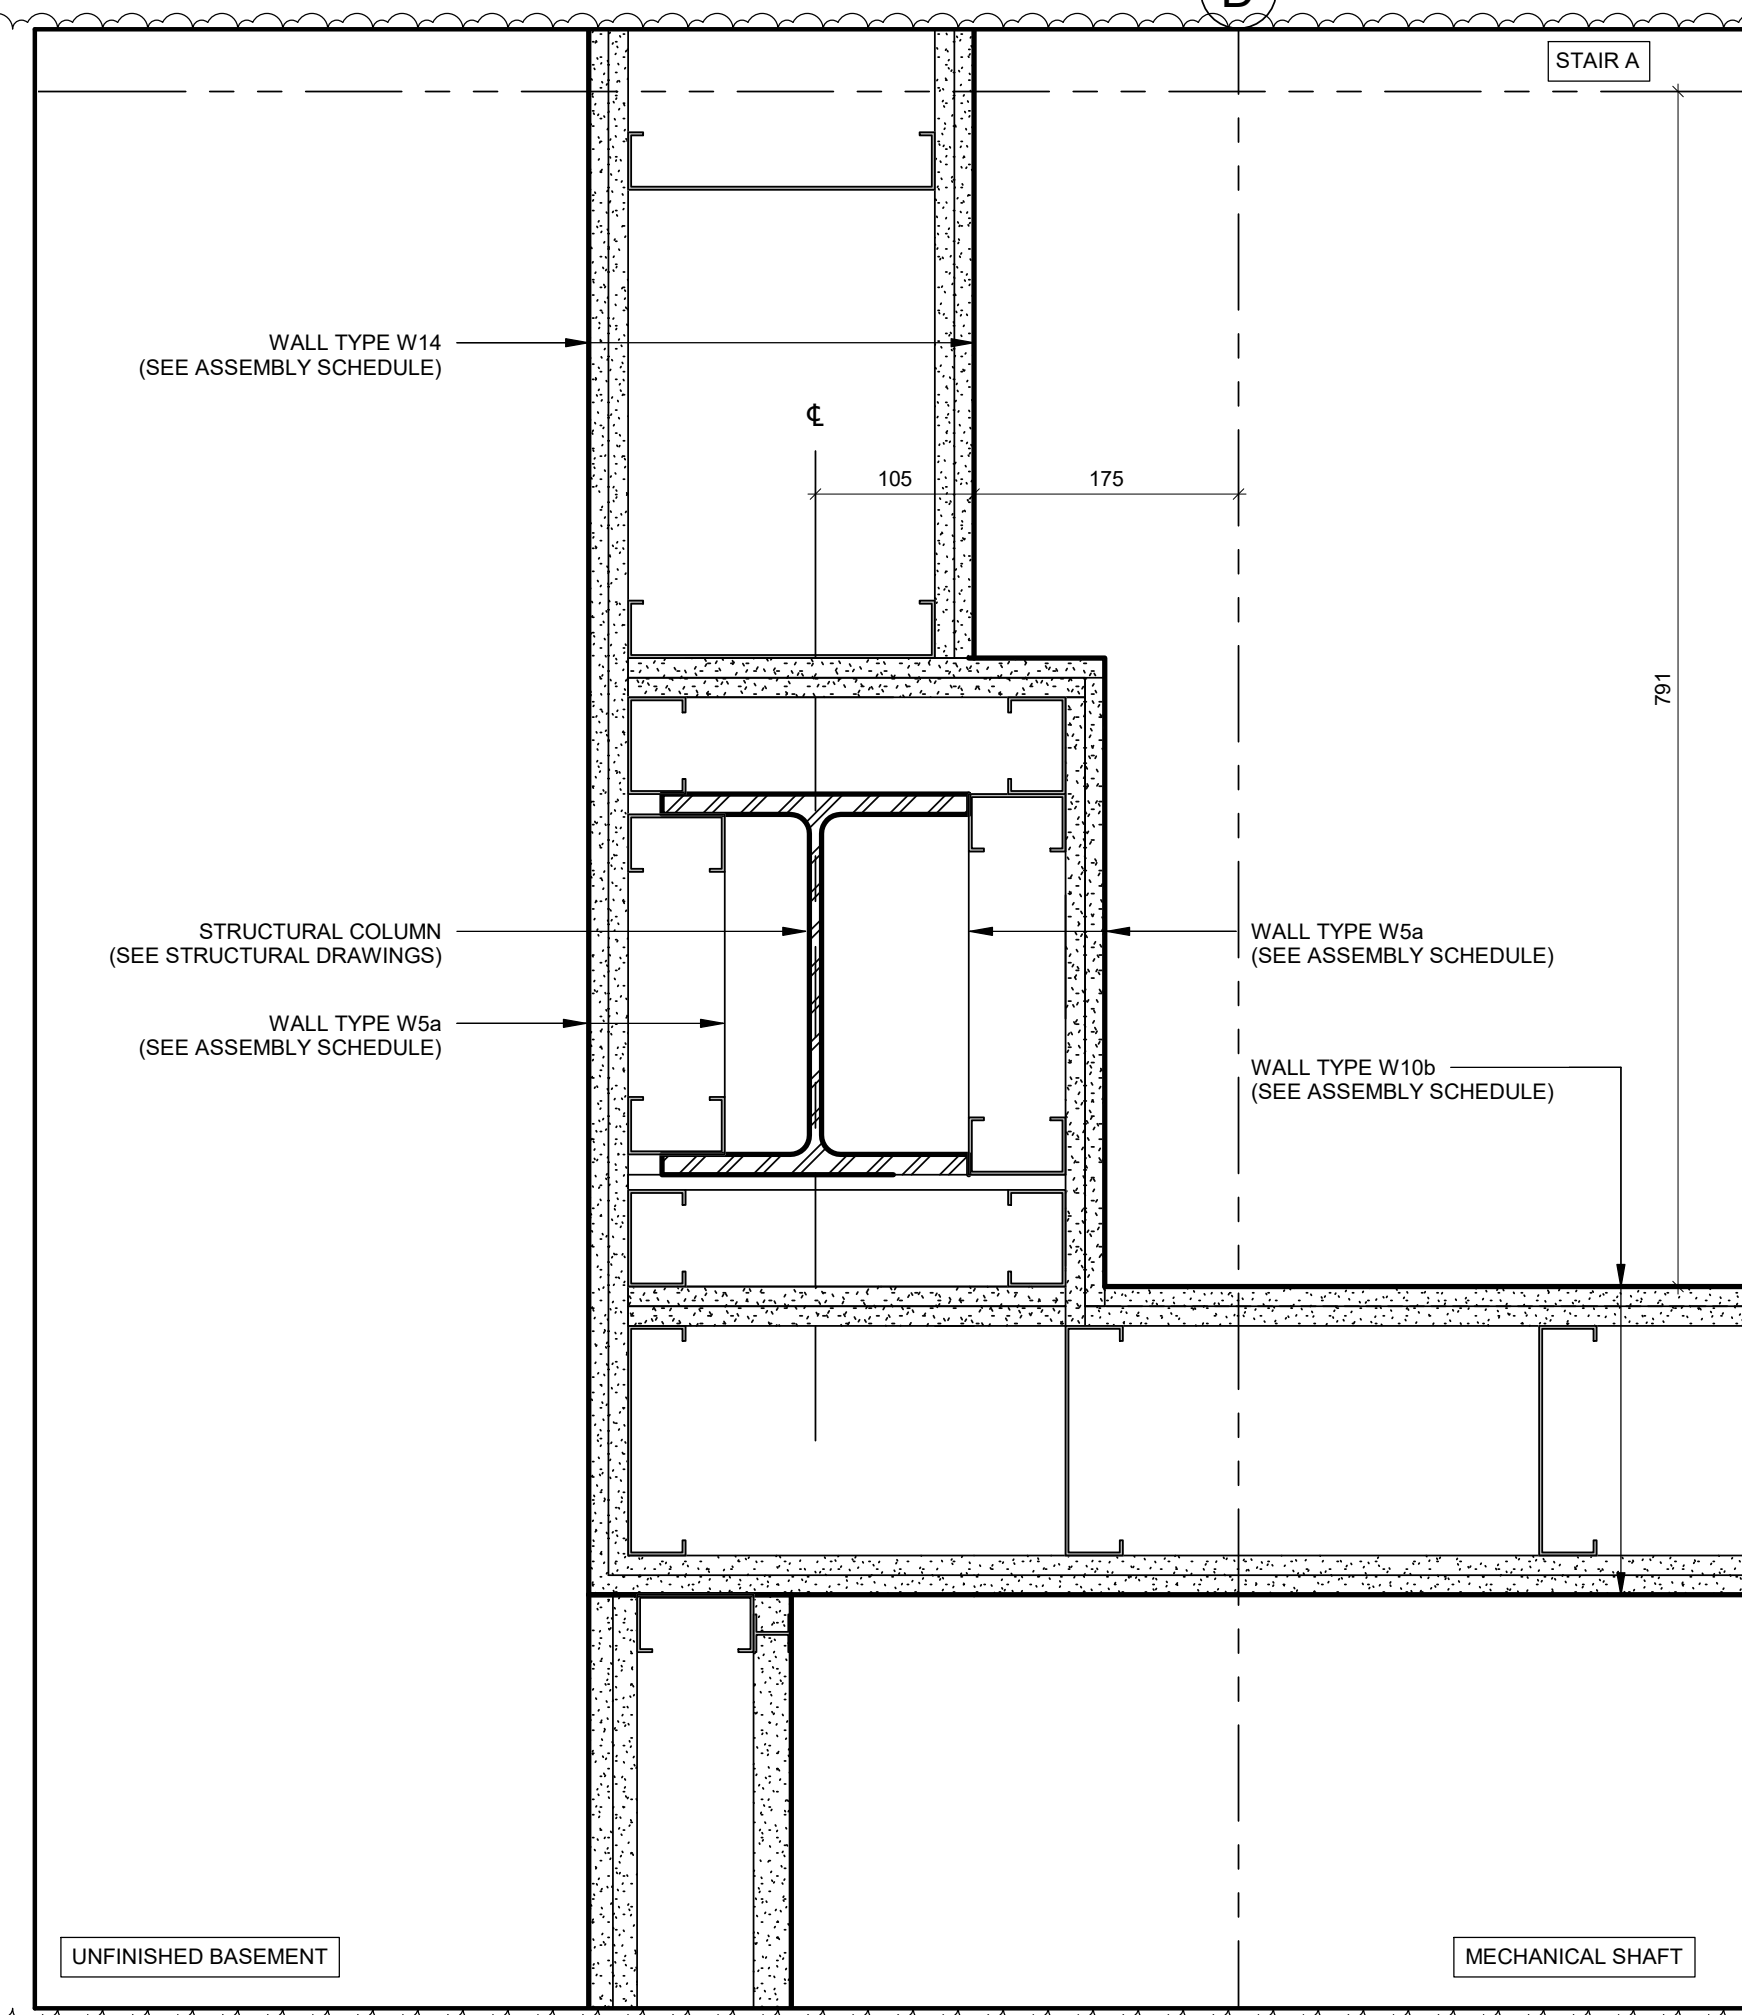 STAIR A
WALL TYPE W14
(SEE ASSEMBLY SCHEDULE)
℄
105
175
791
STRUCTURAL COLUMN
(SEE STRUCTURAL DRAWINGS)
WALL TYPE W5a
(SEE ASSEMBLY SCHEDULE)
WALL TYPE W5a
(SEE ASSEMBLY SCHEDULE)
WALL TYPE W10b
(SEE ASSEMBLY SCHEDULE)
UNFINISHED BASEMENT
MECHANICAL SHAFT